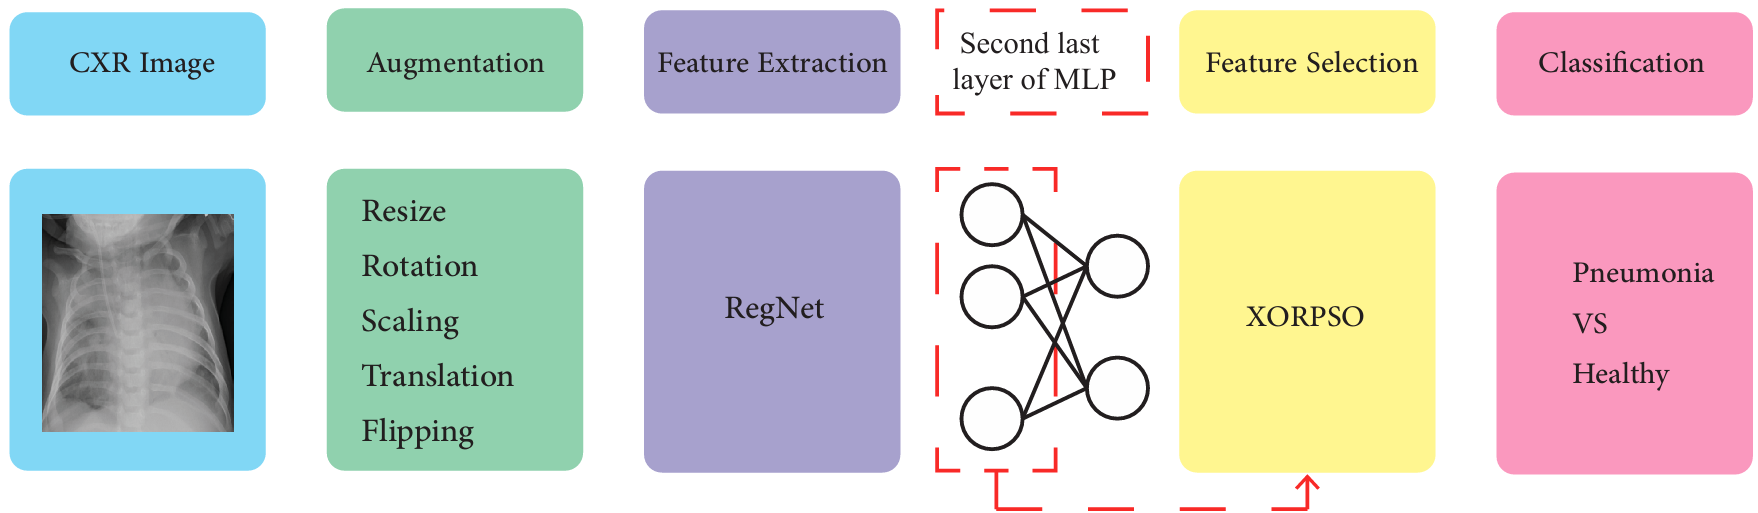 CXR Image
Augmentation
Feature Extraction
Second last
layer of MLP
Feature Selection
Classification
Resize
Rotation
Scaling
Translation
Flipping
RegNet
XORPSO
Pneumonia
VS
Healthy